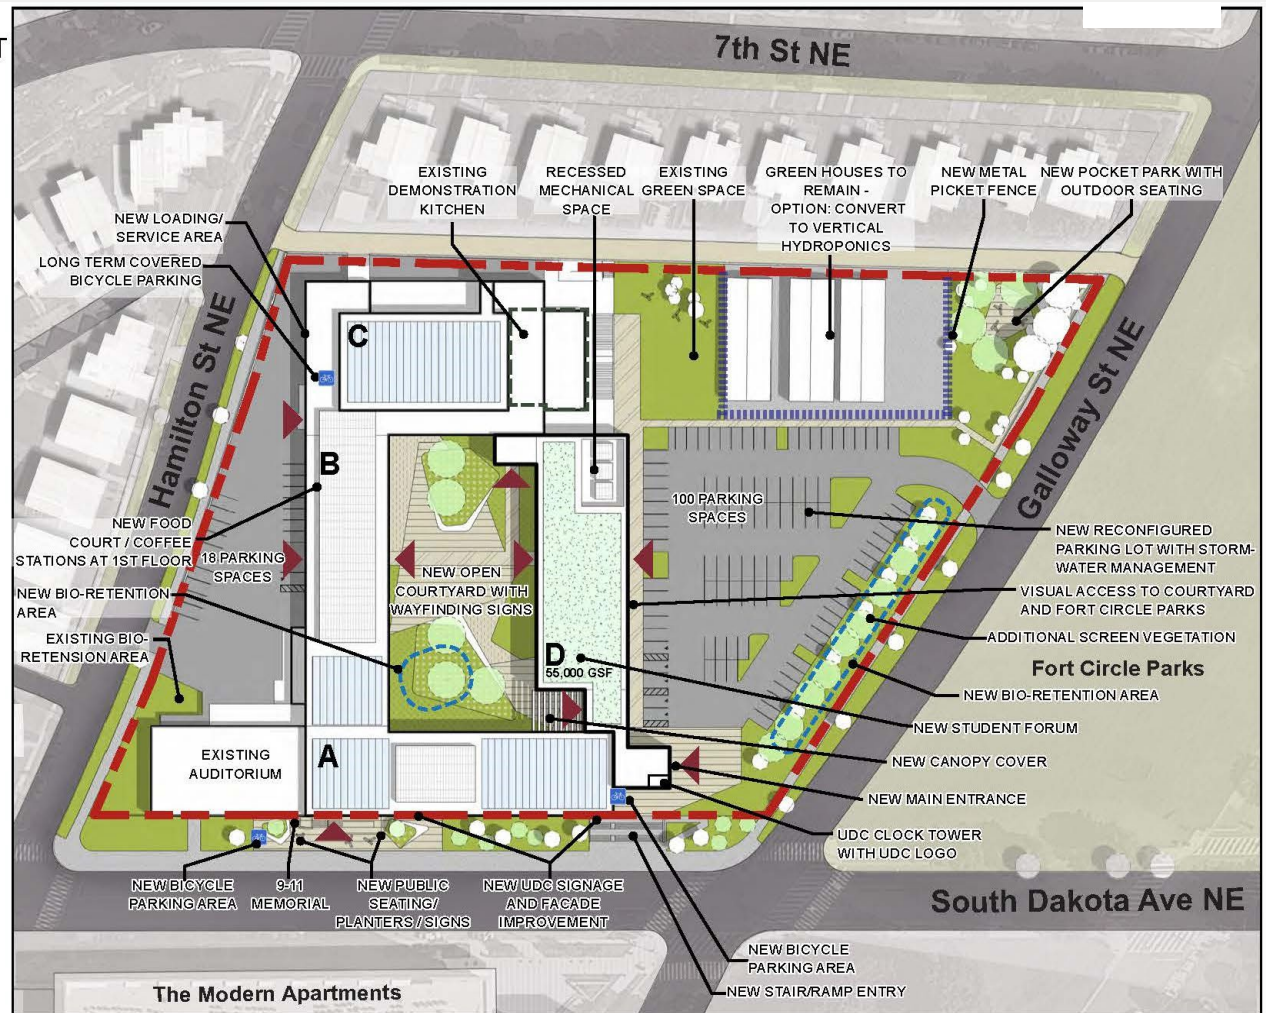 7th St NE
EXISTING
DEMONSTRATION
KITCHEN
RECESSED
MECHANICAL
SPACE
EXISTING
GREEN SPACE
GREEN HOUSES TO
REMAIN -
OPTION: CONVERT
TO VERTICAL
HYDROPONICS
NEW METAL
PICKET FENCE
NEW POCKET PARK WITH
OUTDOOR SEATING
NEW LOADING/
SERVICE AREA
LONG TERM COVERED
BICYCLE PARKING
Hamilton St NE
Galloway St NE
C
B
NEW FOOD
COURT / COFFEE
STATIONS AT 1ST FLOOR
18 PARKING
SPACES
NEW BIO-RETENTION
AREA
EXISTING BIO-
RETENSION AREA
NEW OPEN
COURTYARD WITH
WAYFINDING SIGNS
100 PARKING
SPACES
D
55,000 GSF
EXISTING
AUDITORIUM
A
NEW RECONFIGURED
PARKING LOT WITH STORM-
WATER MANAGEMENT
VISUAL ACCESS TO COURTYARD
AND FORT CIRCLE PARKS
ADDITIONAL SCREEN VEGETATION
Fort Circle Parks
NEW BIO-RETENTION AREA
NEW STUDENT FORUM
NEW CANOPY COVER
NEW MAIN ENTRANCE
UDC CLOCK TOWER
WITH UDC LOGO
NEW BICYCLE
PARKING AREA
9-11
MEMORIAL
NEW PUBLIC
SEATING/
PLANTERS / SIGNS
NEW UDC SIGNAGE
AND FACADE
IMPROVEMENT
South Dakota Ave NE
NEW BICYCLE
PARKING AREA
NEW STAIR/RAMP ENTRY
The Modern Apartments